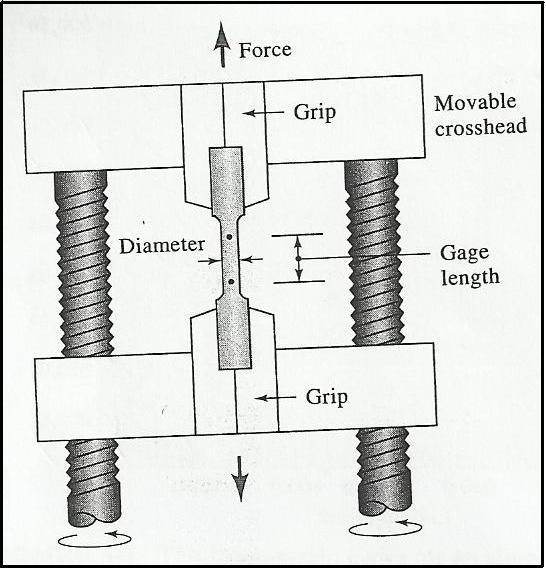 Force
Grip
Movable
crosshead
Diameter
Gage
length
Grip